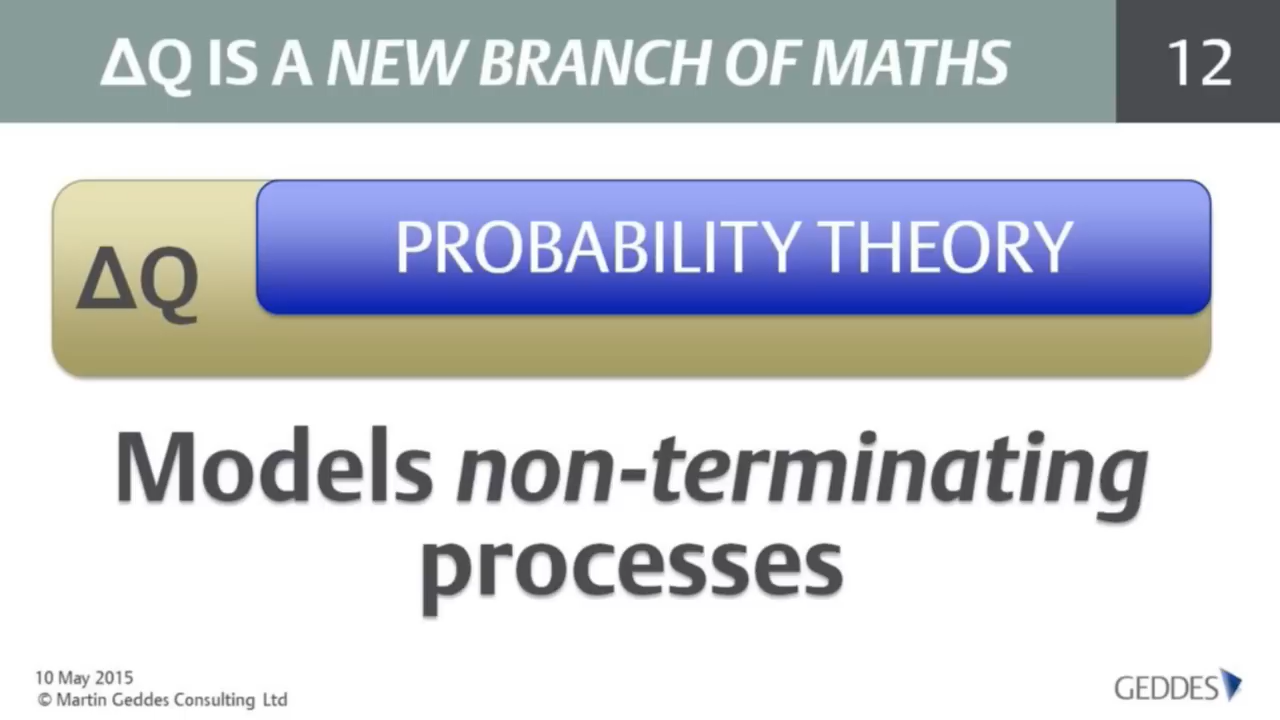 ΔQ IS A NEW BRANCH OF MATHS
12
ΔQ
PROBABILITY THEORY
Models non-terminating
processes
10 May 2015
© Martin Geddes Consulting Ltd
GEDDES